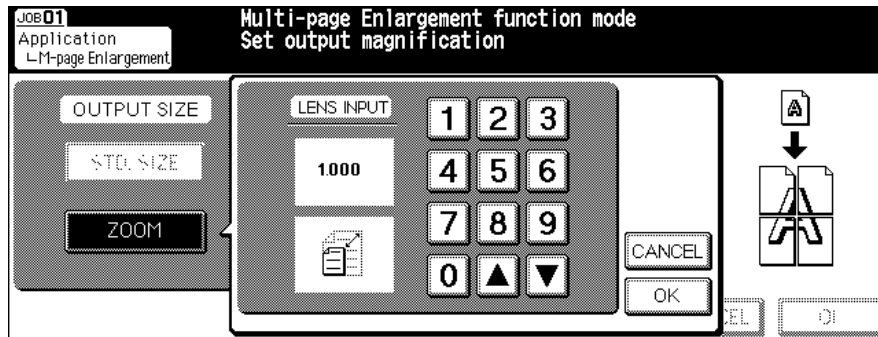 JOB01
Application
M-page Enlargement
Multi-page Enlargement function mode
Set output magnification
OUTPUT SIZE
STD. SIZE
ZOOM
LENS INPUT
1.000
1 2 3
4 5 6
7 8 9
0 ▲ ▼
CANCEL
OK
A
A